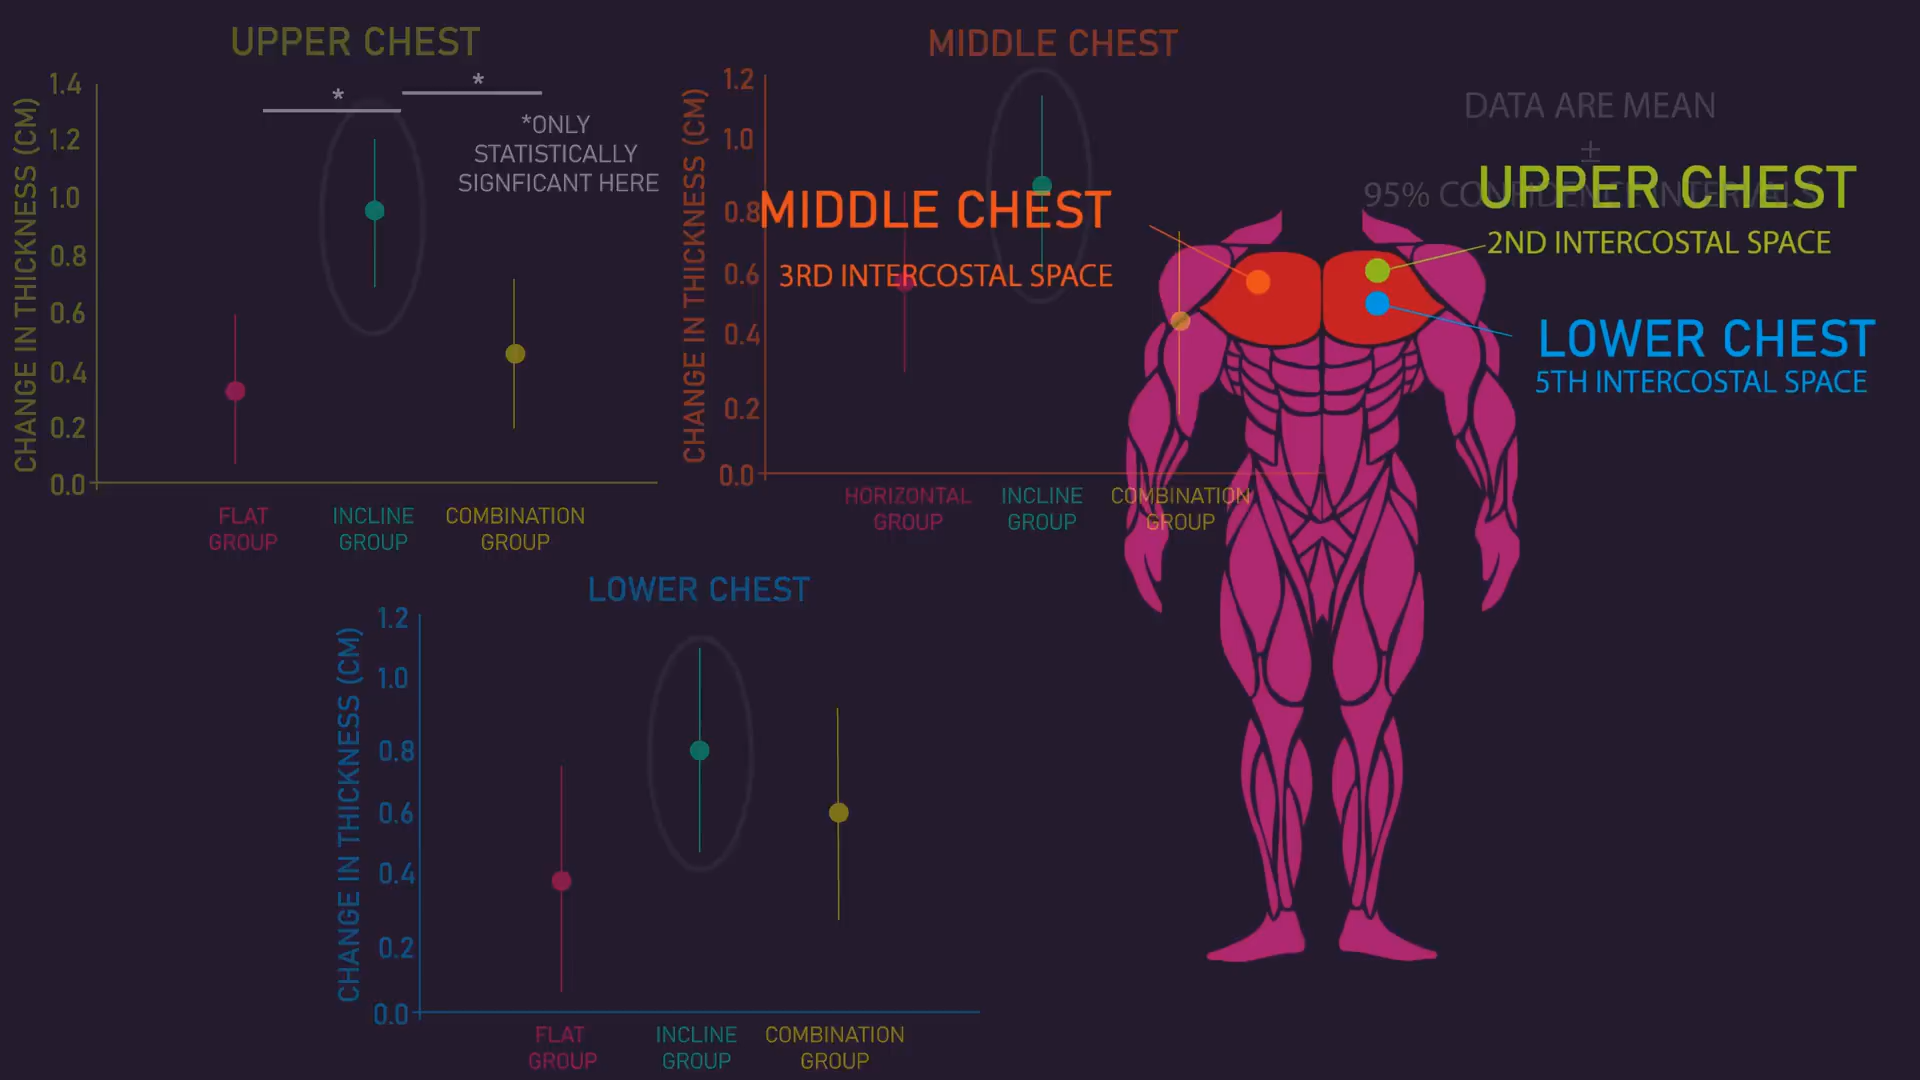 UPPER CHEST
1.4
1.2
1.0
0.8
0.6
0.4
0.2
0.0
CHANGE IN THICKNESS (CM)
*
*
*ONLY
STATISTICALLY
SIGNFICANT HERE
FLAT
GROUP
INCLINE
GROUP
COMBINATION
GROUP
MIDDLE CHEST
1.2
1.0
0.8
0.6
0.4
0.2
0.0
CHANGE IN THICKNESS (CM)
HORIZONTAL
GROUP
INCLINE
GROUP
COMBINATION
GROUP
MIDDLE CHEST
3RD INTERCOSTAL SPACE
DATA ARE MEAN
±
95% CONFIDENCE INTERVALS
UPPER CHEST
2ND INTERCOSTAL SPACE
LOWER CHEST
5TH INTERCOSTAL SPACE
LOWER CHEST
1.2
1.0
0.8
0.6
0.4
0.2
0.0
CHANGE IN THICKNESS (CM)
FLAT
GROUP
INCLINE
GROUP
COMBINATION
GROUP